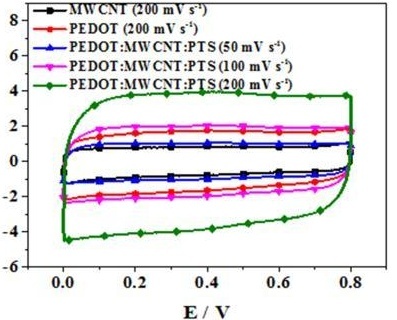 MWCNT (200 mV s⁻¹)
PEDOT (200 mV s⁻¹)
PEDOT:MWCNT:PTS (50 mV s⁻¹)
PEDOT:MWCNT:PTS (100 mV s⁻¹)
PEDOT:MWCNT:PTS (200 mV s⁻¹)
8
6
4
2
0
-2
-4
-6
0.0 0.2 0.4 0.6 0.8
E / V